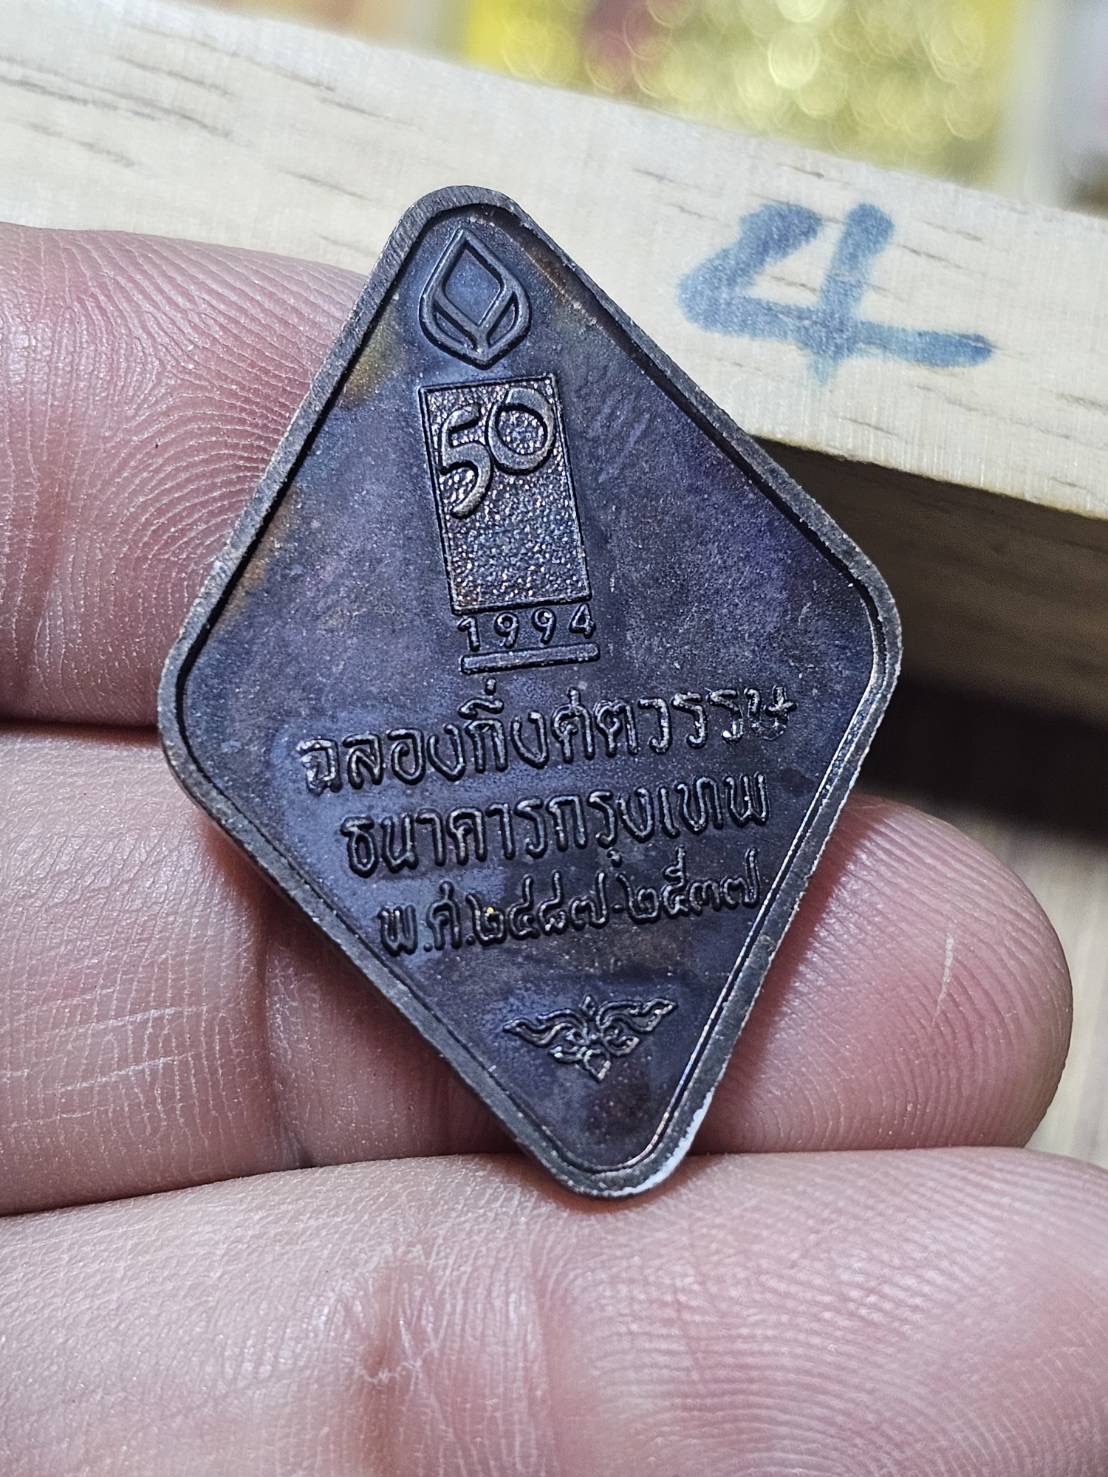 4
50
1994
ฉลองกึ่งศตวรรษ
ธนาคารกรุงเทพ
พ.ศ.๒๔๘๗-๒๕๓๗